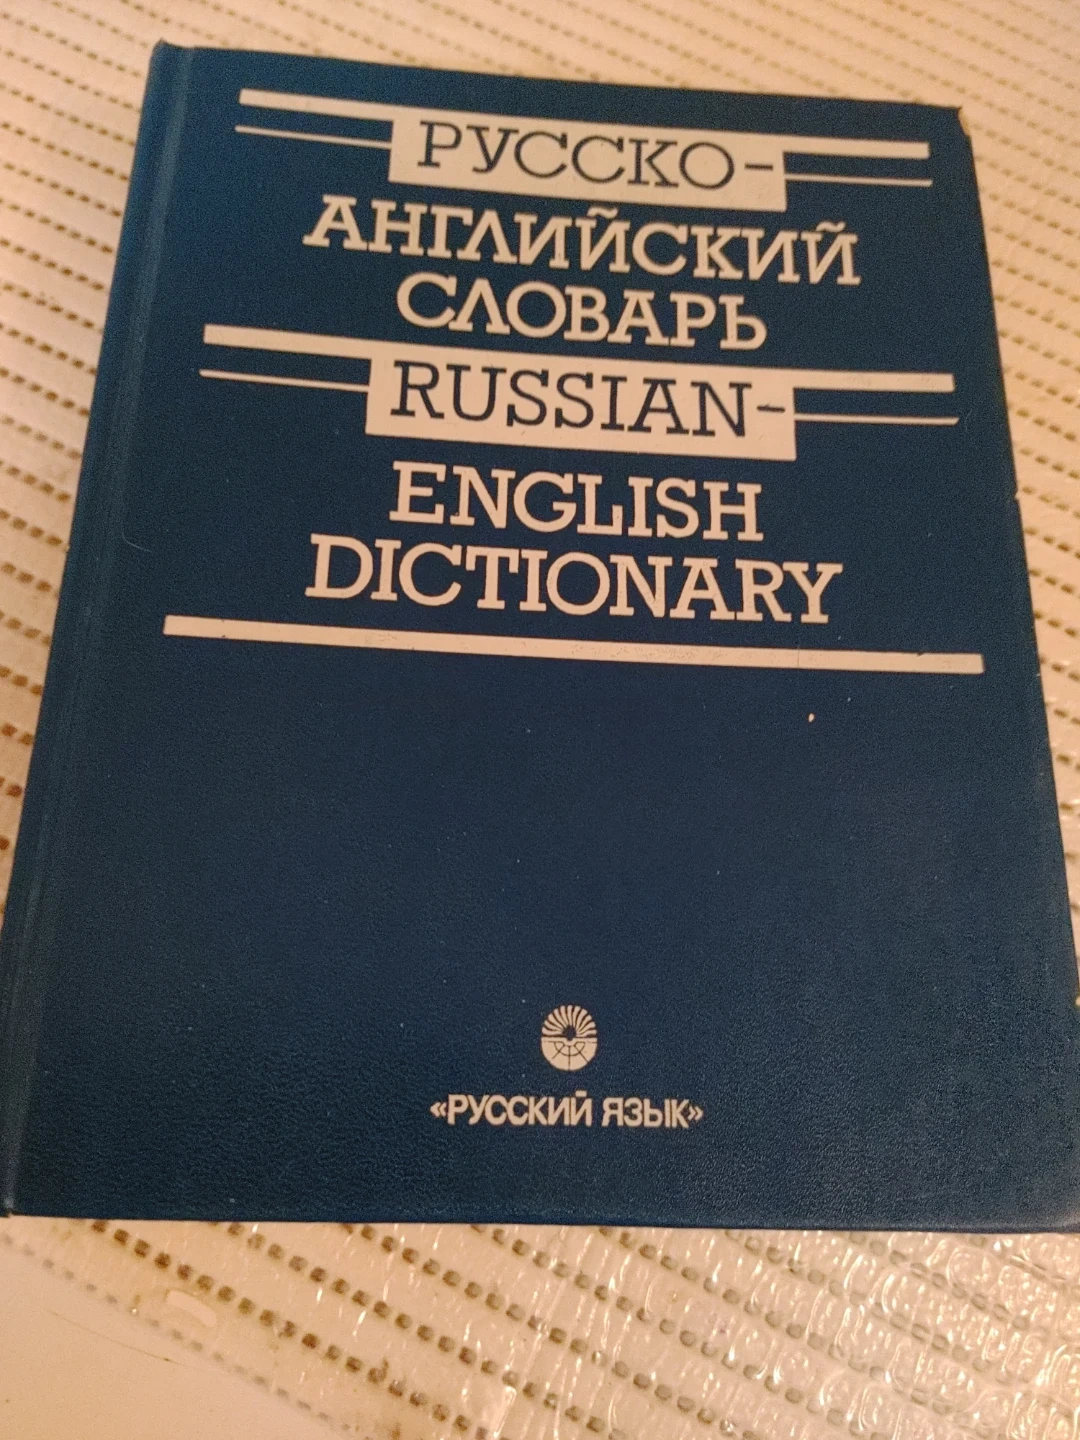 РУССКО-
АНГЛИЙСКИЙ
СЛОВАРЬ
RUSSIAN-
ENGLISH
DICTIONARY
«РУССКИЙ ЯЗЫК»